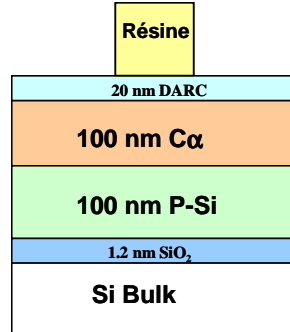 Résine
20 nm DARC
100 nm Cα
100 nm P-Si
1.2 nm SiO₂
Si Bulk